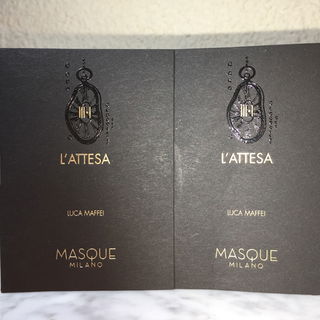 L'ATTESA
LUCA MAFFEI
MASQUE
MILANO
L'ATTESA
LUCA MAFFEI
MASQUE
MILANO